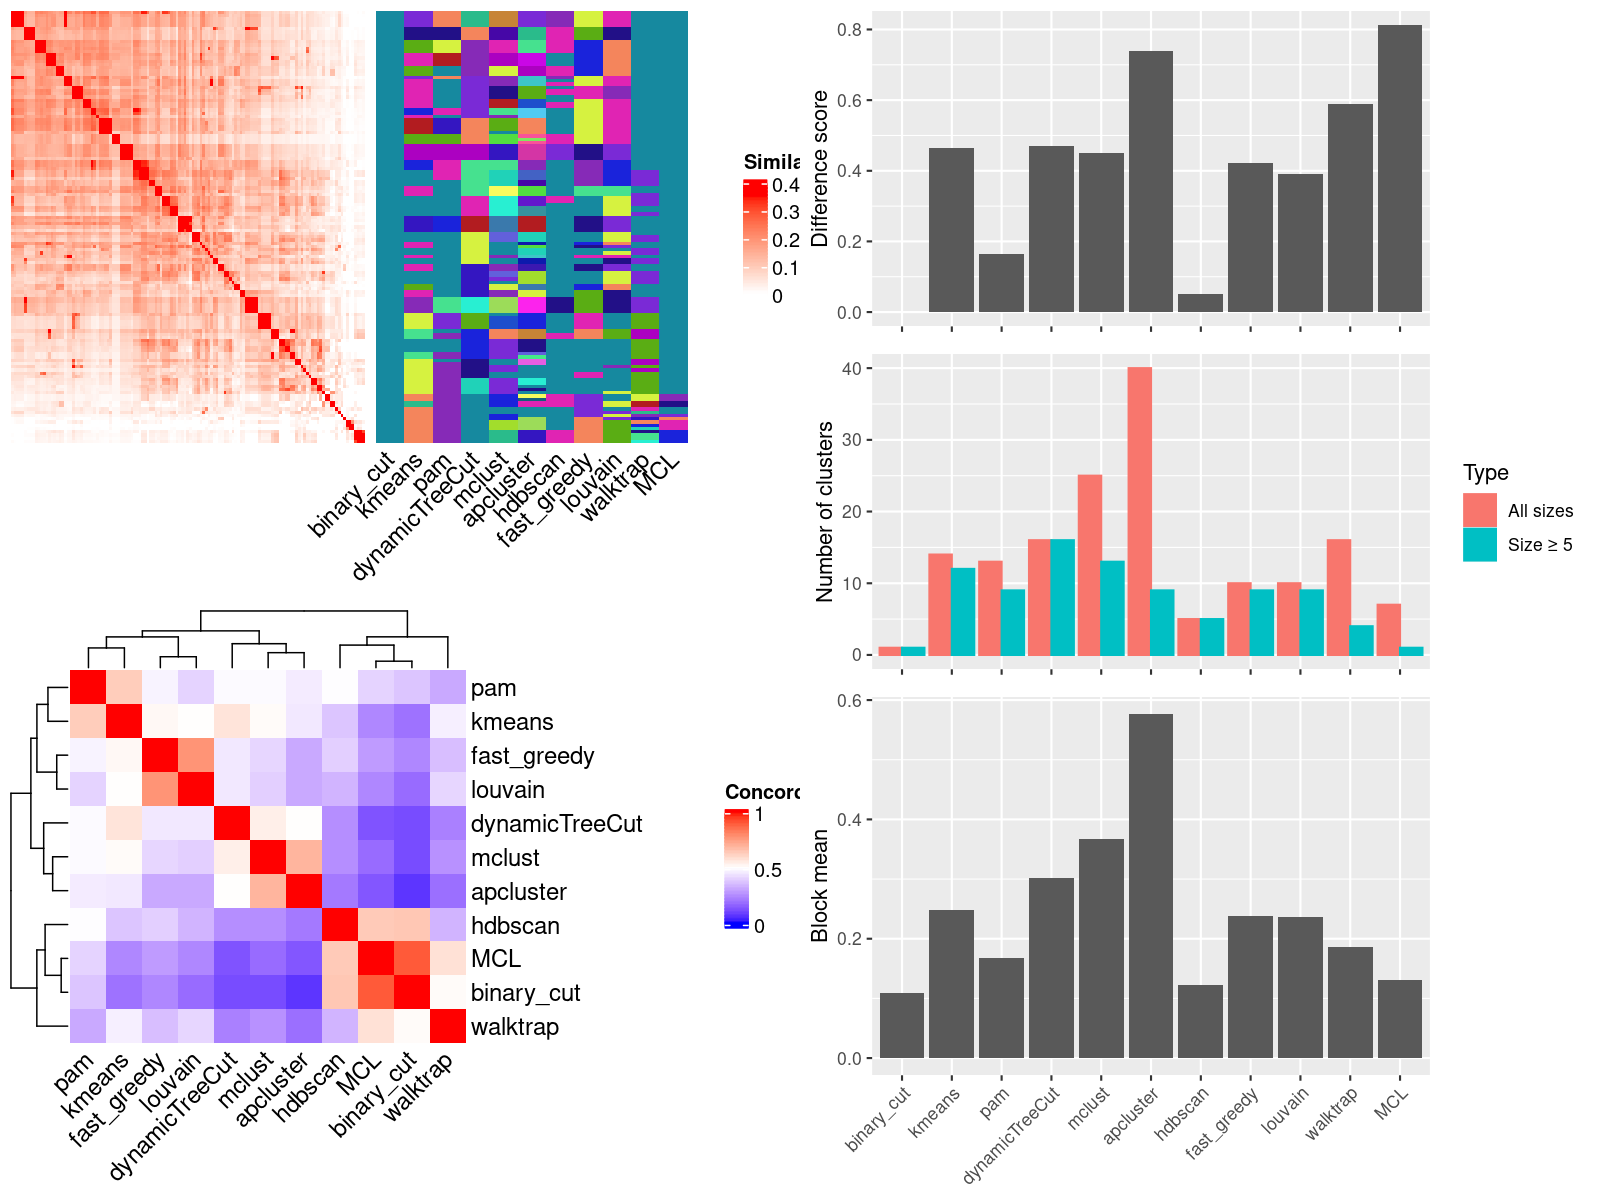 Simila
0.4
0.3
0.2
0.1
0
binary_cut
kmeans
pam
dynamicTreeCut
mclust
apcluster
hdbscan
fast_greedy
louvain
walktrap
MCL
pam
kmeans
fast_greedy
louvain
dynamicTreeCut
mclust
apcluster
hdbscan
MCL
binary_cut
walktrap
pam
kmeans
fast_greedy
louvain
dynamicTreeCut
mclust
apcluster
hdbscan
MCL
binary_cut
walktrap
Concord
1
0.5
0
Difference score
0.8
0.6
0.4
0.2
0.0
Number of clusters
40
30
20
10
0
Type
All sizes
Size ≥ 5
Block mean
0.6
0.4
0.2
0.0
binary_cut
kmeans
pam
dynamicTreeCut
mclust
apcluster
hdbscan
fast_greedy
louvain
walktrap
MCL